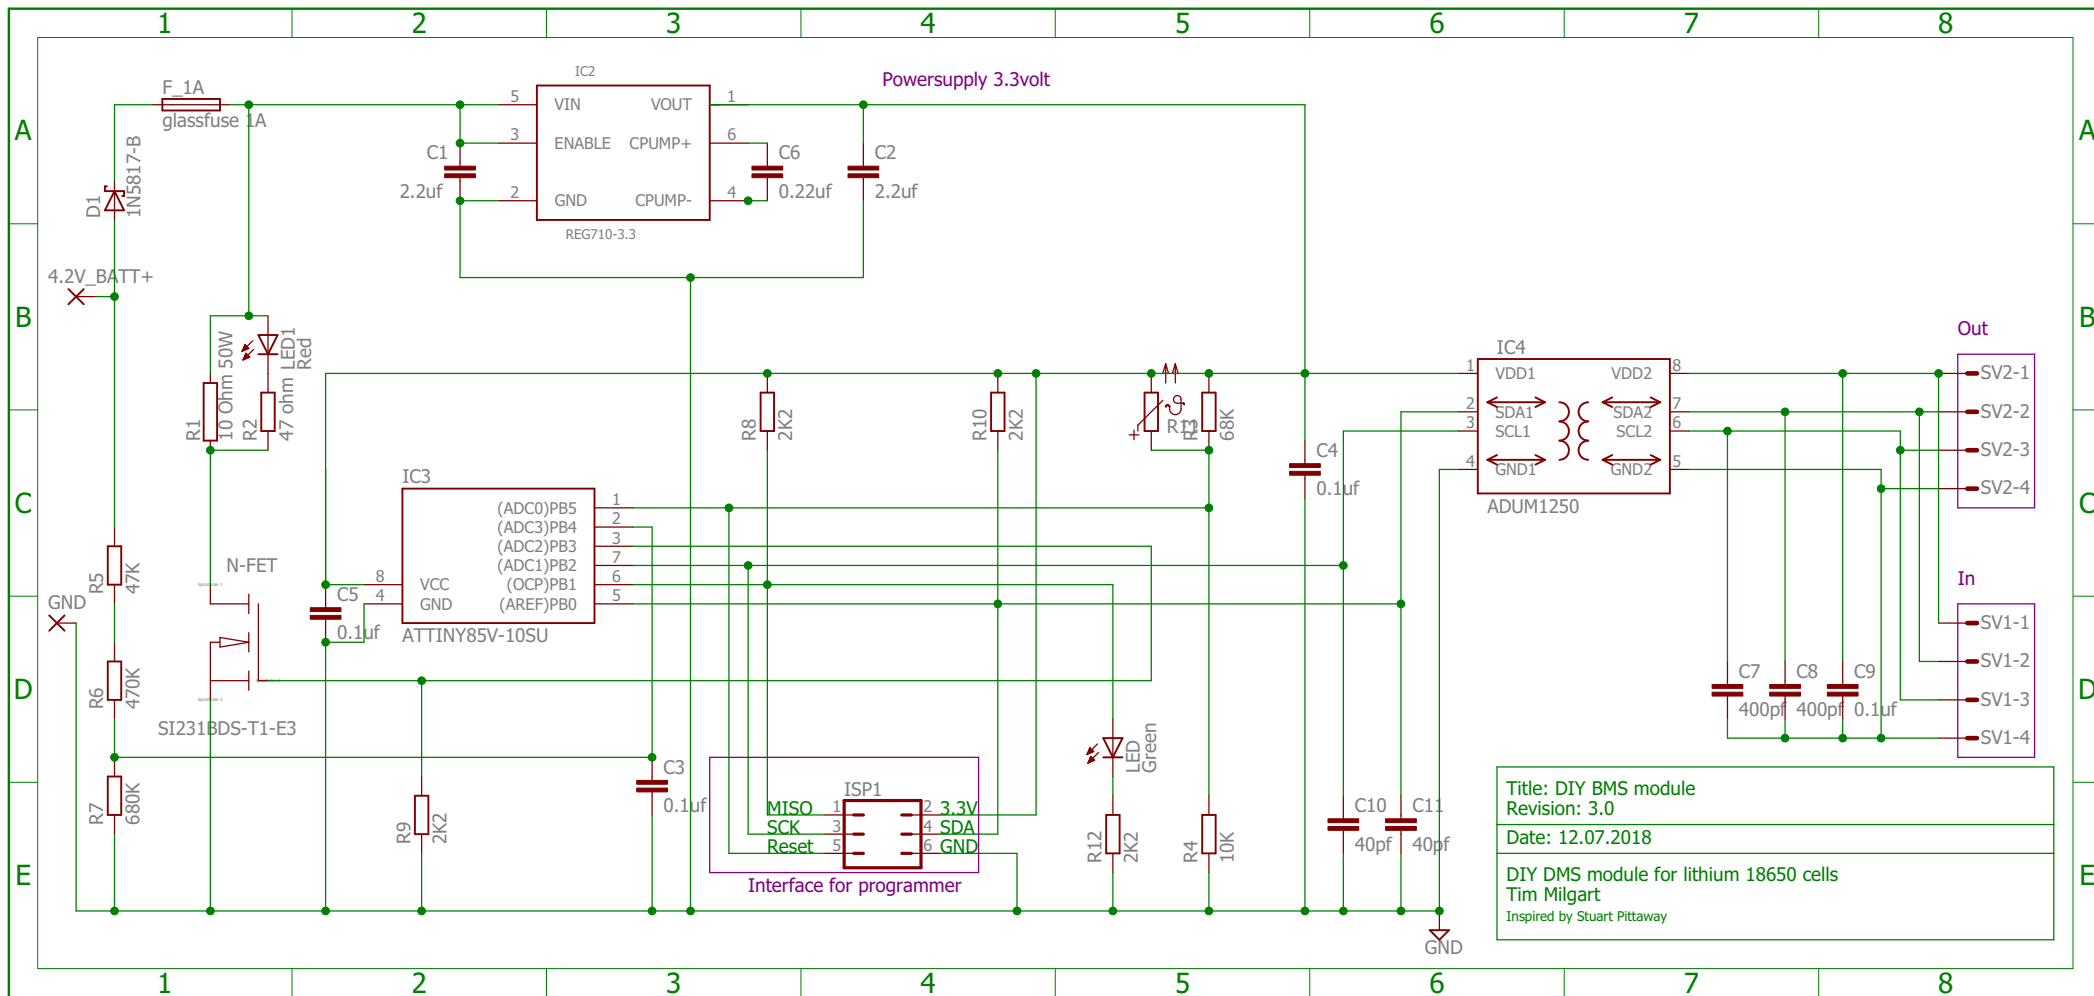 1 2 3 4 5 6 7 8
A A
B B
C C
D D
E E
1 2 3 4 5 6 7 8
Powersupply 3.3volt
F_1A
glassfuse 1A
D1
1N5817-B
4.2V_BATT+
GND
IC2
5 VIN VOUT 1
3 ENABLE CPUMP+ 6
2 GND CPUMP- 4
REG710-3.3
C1
2.2uf
C6
0.22uf
C2
2.2uf
R1
10 Ohm 50W
R2
47 ohm
LED1
Red
R5
47K
R6
470K
R7
680K
N-FET
SI231BDS-T1-E3
C5
0.1uf
IC3
(ADC0)PB5 1
(ADC3)PB4 2
(ADC2)PB3 3
(ADC1)PB2 7
8 VCC (OCP)PB1 6
4 GND (AREF)PB0 5
ATTINY85V-10SU
R8
2K2
R10
2K2
68K
R9
2K2
C3
0.1uf
ISP1
MISO 1 2 3.3V
SCK 3 4 SDA
Reset 5 6 GND
Interface for programmer
LED
Green
R12
2K2
R4
10K
C4
0.1uf
C10
40pf
C11
40pf
GND
IC4
1 VDD1 VDD2 8
2 SDA1 SDA2 7
3 SCL1 SCL2 6
4 GND1 GND2 5
ADUM1250
Out
SV2-1
SV2-2
SV2-3
SV2-4
In
SV1-1
SV1-2
SV1-3
SV1-4
C7
400pf
C8
400pf
C9
0.1uf
Title: DIY BMS module
Revision: 3.0
Date: 12.07.2018
DIY DMS module for lithium 18650 cells
Tim Milgart
Inspired by Stuart Pittaway